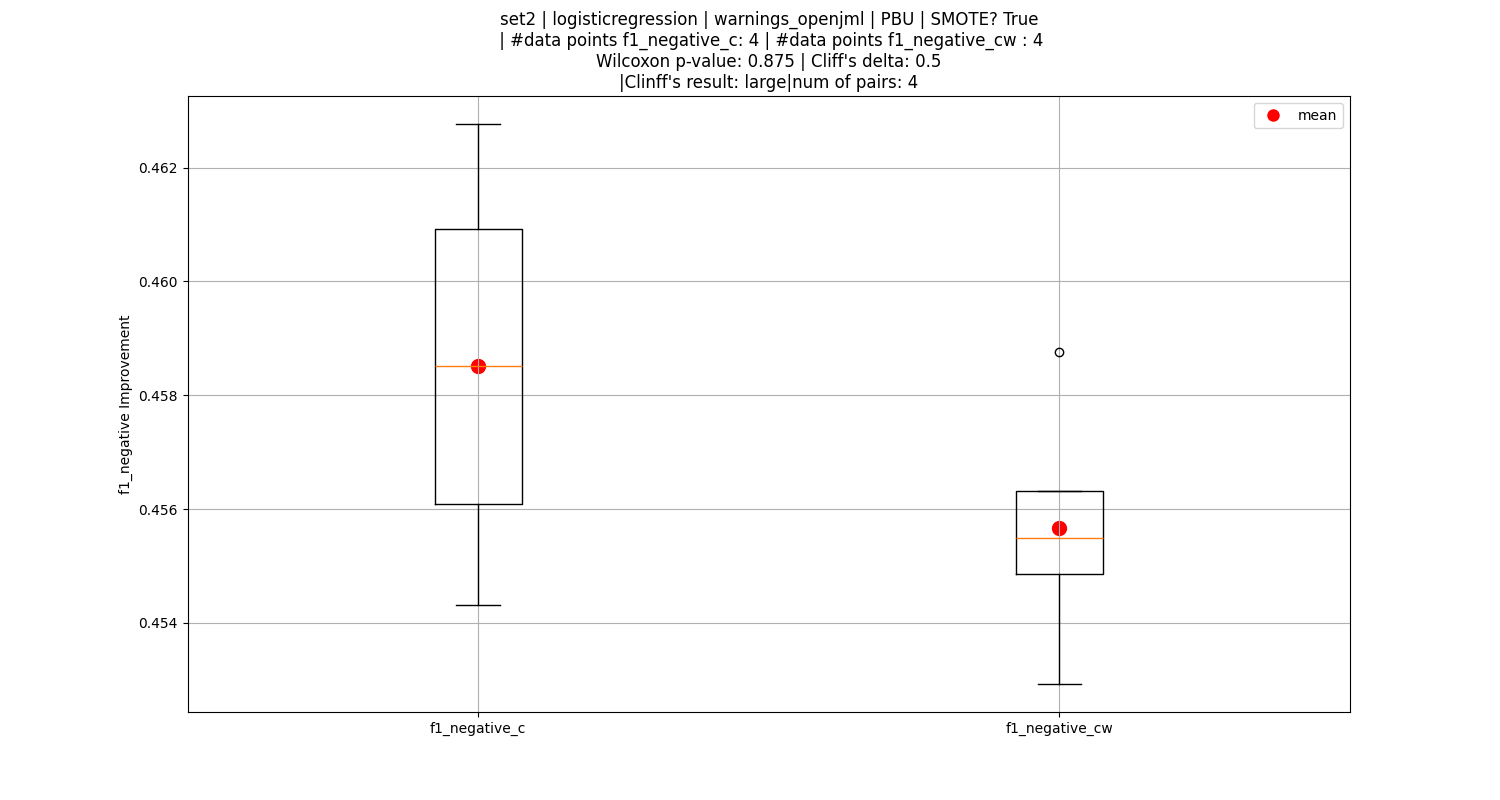 set2 | logisticregression | warnings_openjml | PBU | SMOTE? True
| #data points f1_negative_c: 4 | #data points f1_negative_cw : 4
Wilcoxon p-value: 0.875 | Cliff's delta: 0.5
|Clinff's result: large|num of pairs: 4
mean
0.462
0.460
0.458
0.456
0.454
f1_negative Improvement
f1_negative_c
f1_negative_cw